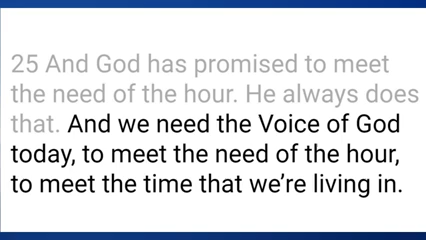 25 And God has promised to meet
the need of the hour. He always does
that. And we need the Voice of God
today, to meet the need of the hour,
to meet the time that we’re living in.